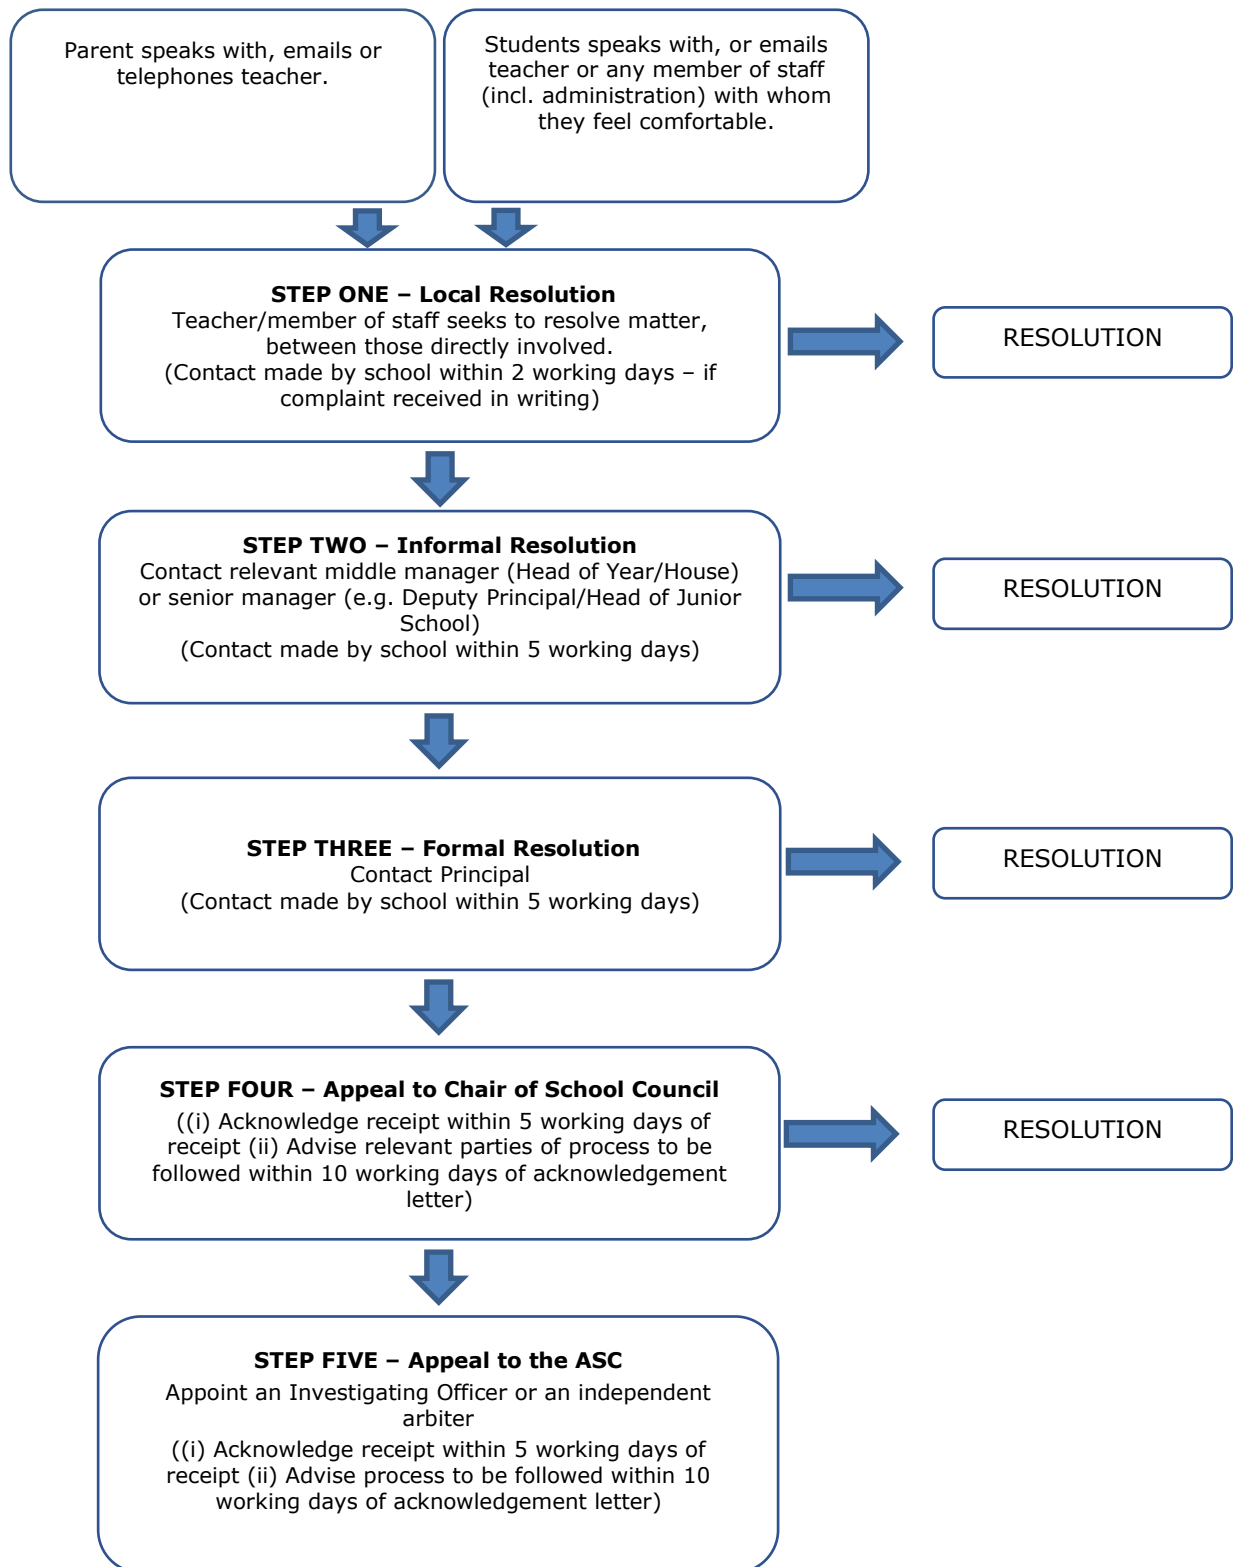 Parent speaks with, emails or
telephones teacher.
Students speaks with, or emails
teacher or any member of staff
(incl. administration) with whom
they feel comfortable.
STEP ONE – Local Resolution
Teacher/member of staff seeks to resolve matter,
between those directly involved.
(Contact made by school within 2 working days – if
complaint received in writing)
RESOLUTION
STEP TWO – Informal Resolution
Contact relevant middle manager (Head of Year/House)
or senior manager (e.g. Deputy Principal/Head of Junior
School)
(Contact made by school within 5 working days)
RESOLUTION
STEP THREE – Formal Resolution
Contact Principal
(Contact made by school within 5 working days)
RESOLUTION
STEP FOUR – Appeal to Chair of School Council
((i) Acknowledge receipt within 5 working days of
receipt (ii) Advise relevant parties of process to be
followed within 10 working days of acknowledgement
letter)
RESOLUTION
STEP FIVE – Appeal to the ASC
Appoint an Investigating Officer or an independent
arbiter
((i) Acknowledge receipt within 5 working days of
receipt (ii) Advise process to be followed within 10
working days of acknowledgement letter)